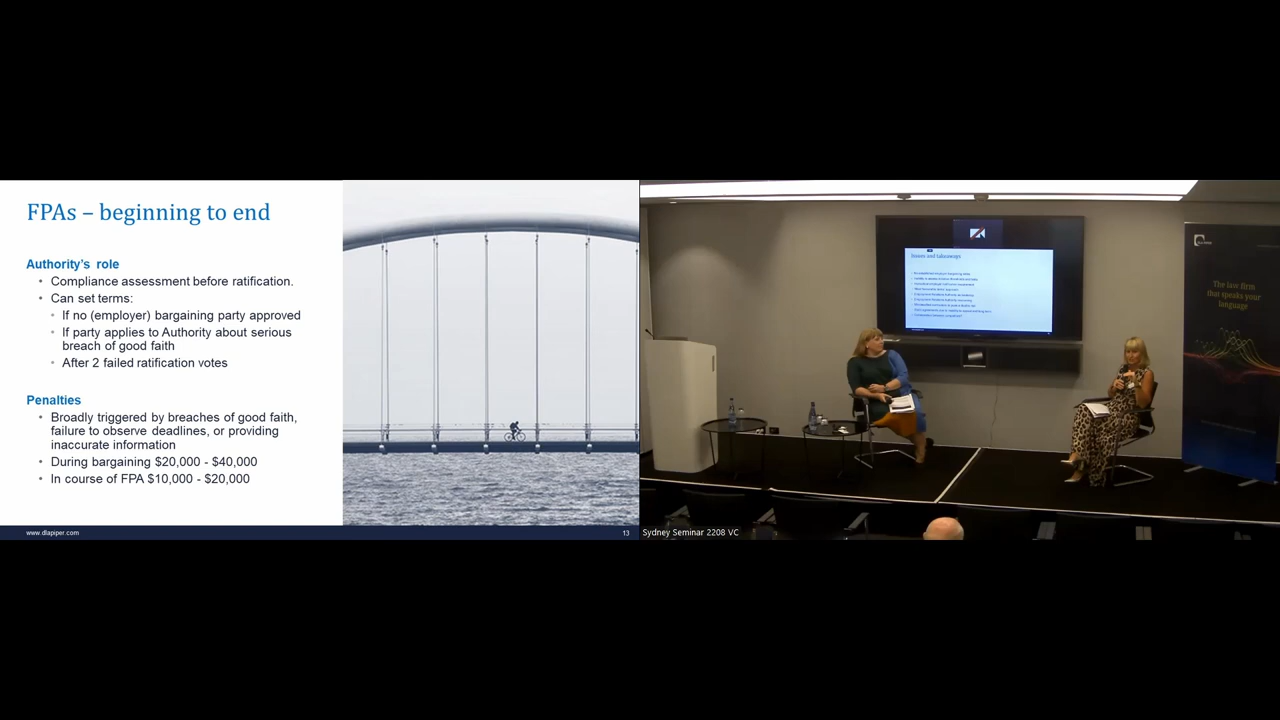 FPAs – beginning to end
Authority's role
• Compliance assessment before ratification.
• Can set terms:
• If no (employer) bargaining party approved
• If party applies to Authority about serious
breach of good faith
• After 2 failed ratification votes
Penalties
• Broadly triggered by breaches of good faith,
failure to observe deadlines, or providing
inaccurate information
• During bargaining $20,000 - $40,000
• In course of FPA $10,000 - $20,000
www.dlapiper.com
13
Issues and takeaways
The law firm
that speaks your
language
Sydney Seminar 2208 VC